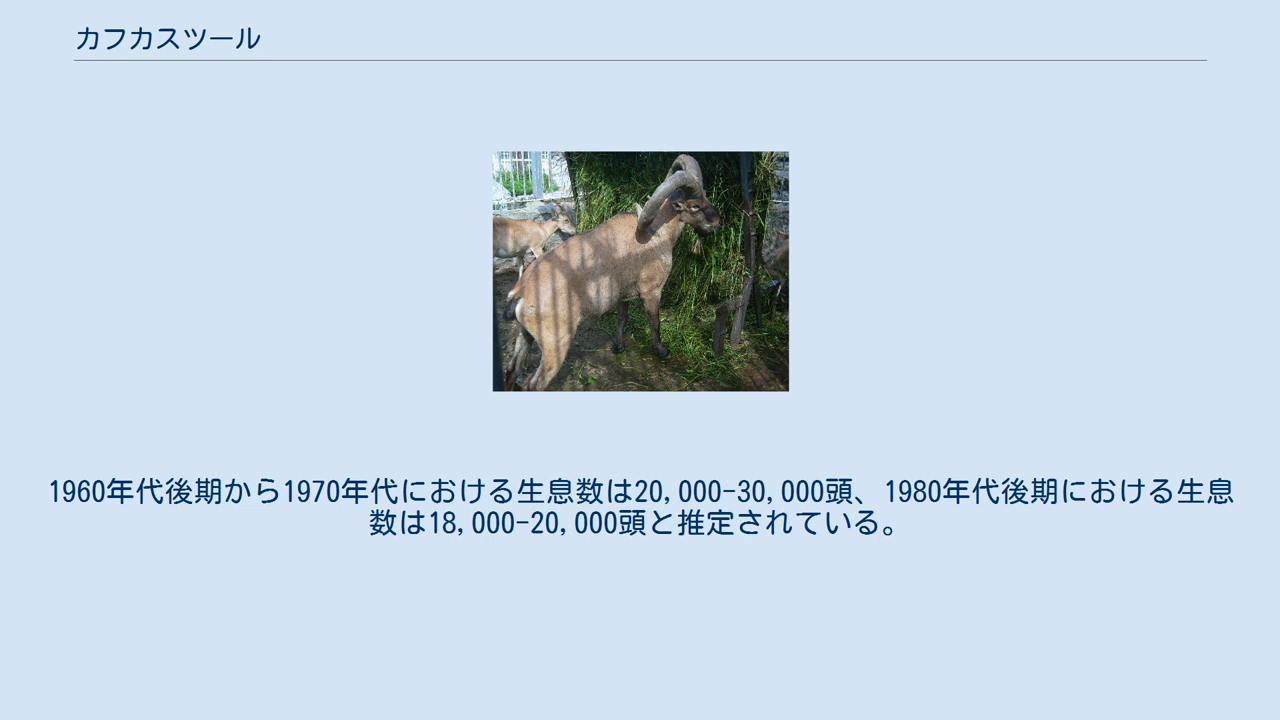 カフカスツール
1960年代後期から1970年代における生息数は20,000-30,000頭、1980年代後期における生息
数は18,000-20,000頭と推定されている。